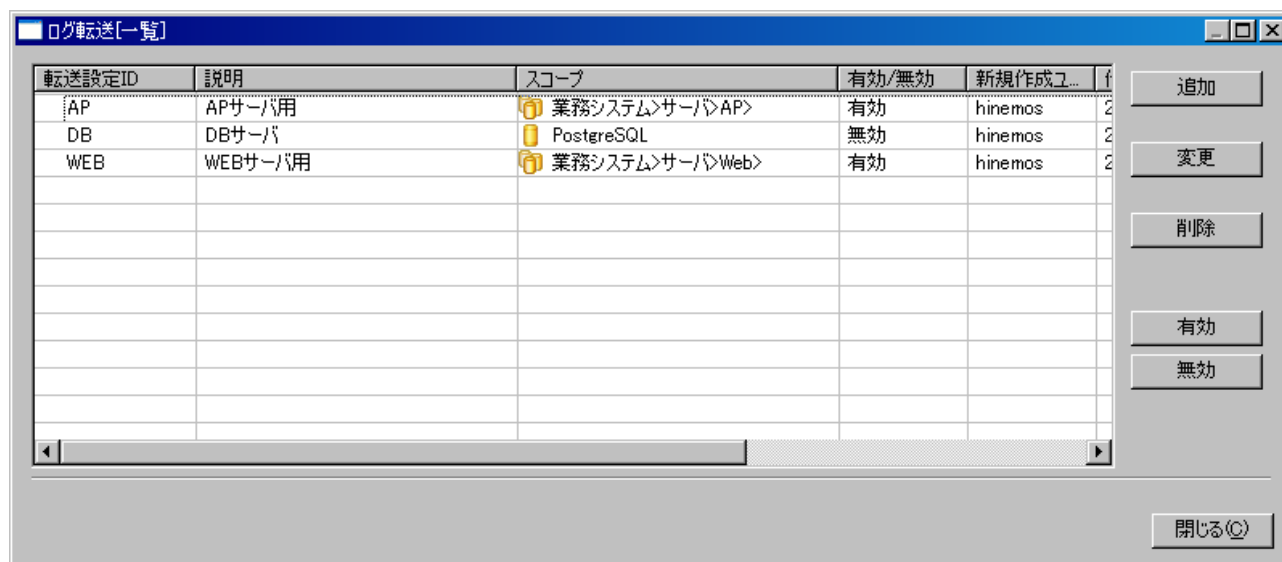 ログ転送[一覧]
転送設定ID 説明 スコープ 有効/無効 新規作成ユ...
AP APサーバ用 業務システム>サーバ>AP> 有効 hinemos 2
DB DBサーバ PostgreSQL 無効 hinemos 2
WEB WEBサーバ用 業務システム>サーバ>Web> 有効 hinemos 2
追加
変更
削除
有効
無効
閉じる(C)